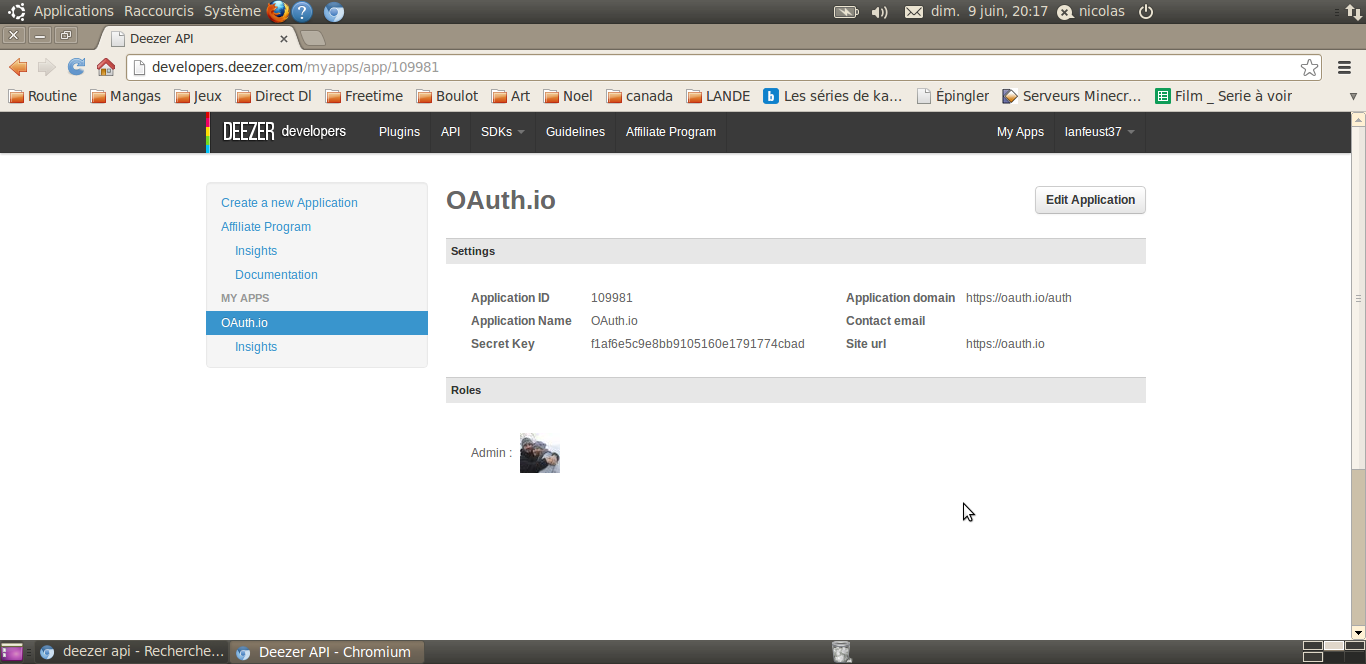 Applications Raccourcis Système ? dim. 9 juin, 20:17 nicolas
Deezer API
developers.deezer.com/myapps/app/109981
Routine Mangas Jeux Direct Dl Freetime Boulot Art Noel canada LANDE b Les séries de ka... Épingler Serveurs Minecr... Film _ Serie à voir
DEEZER developers Plugins API SDKs Guidelines Affiliate Program My Apps lanfeust37
Create a new Application
Affiliate Program
Insights
Documentation
MY APPS
OAuth.io
Insights
OAuth.io
Edit Application
Settings
Application ID 109981 Application domain https://oauth.io/auth
Application Name OAuth.io Contact email
Secret Key f1af6e5c9e8bb9105160e1791774cbad Site url https://oauth.io
Roles
Admin :
deezer api - Recherche... Deezer API - Chromium